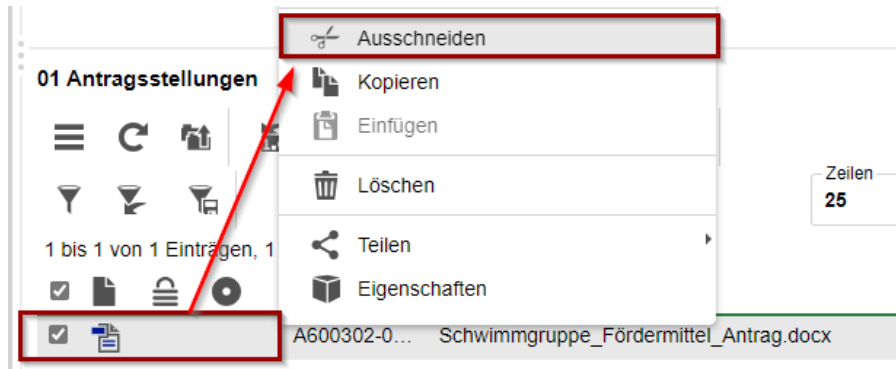 Ausschneiden
01 Antragsstellungen
Kopieren
Einfügen
Löschen
Zeilen
25
1 bis 1 von 1 Einträgen, 1
Teilen
Eigenschaften
A600302-0... Schwimmgruppe_Fördermittel_Antrag.docx